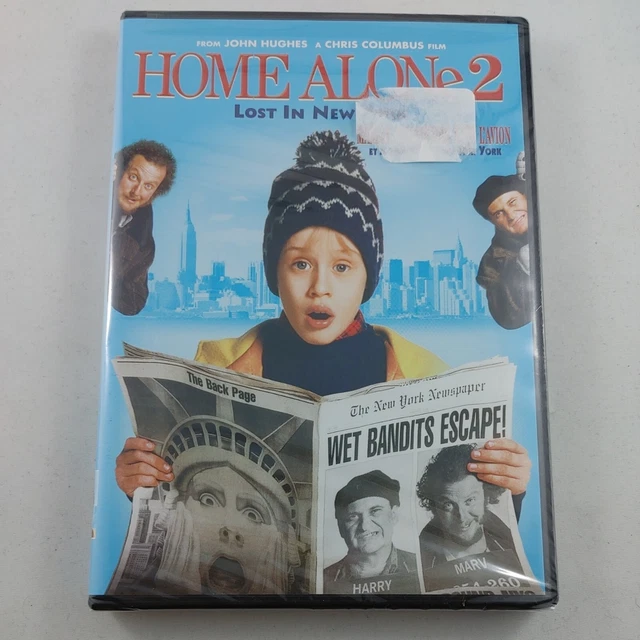 FROM JOHN HUGHES A CHRIS COLUMBUS FILM
HOME ALONe 2
LOST IN NEW
L'AVION
ET YORK
The Back Page
The New York Newspaper
WET BANDITS ESCAPE!
HARRY
MARV